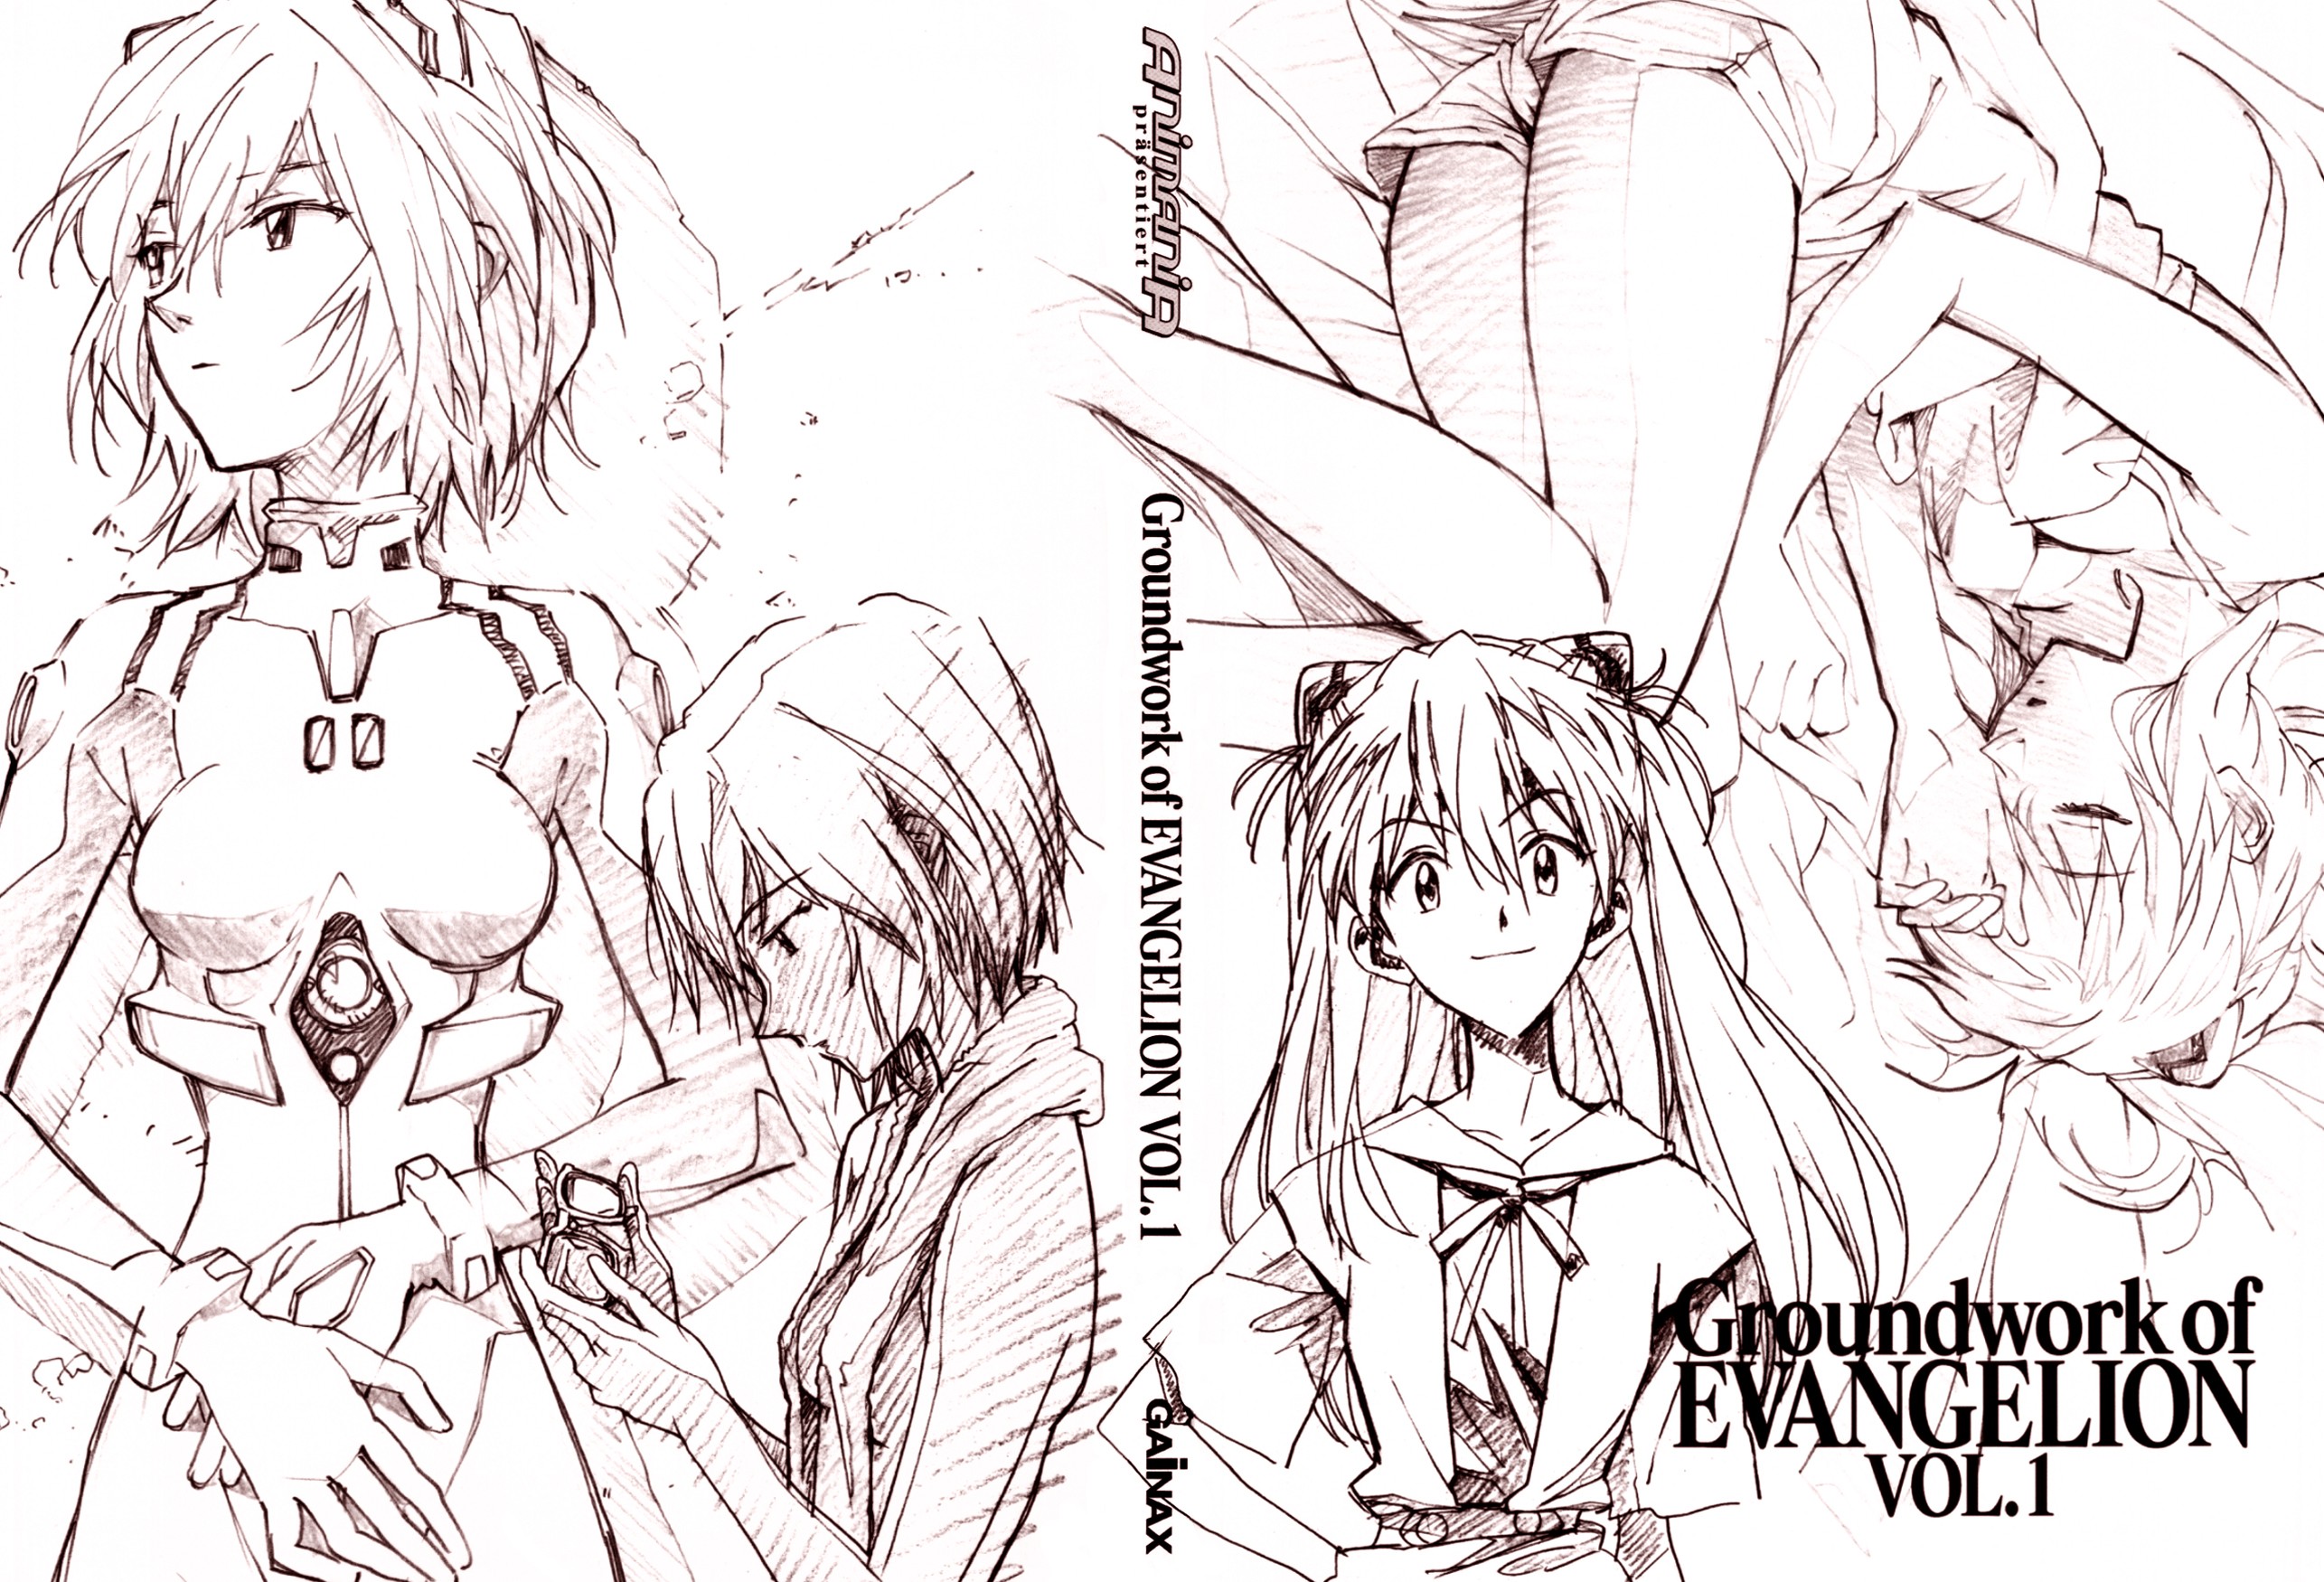 AniMaNiA
präsentiert
Groundwork of EVANGELION VOL.1
GAiNAX
Groundwork of
EVANGELION
VOL.1